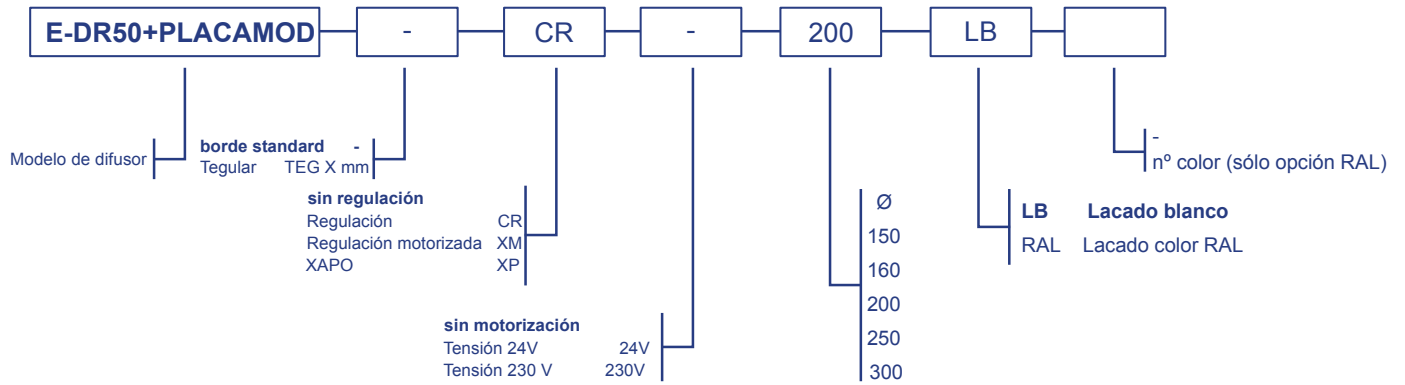 E-DR50+PLACAMOD - CR - 200 LB
Modelo de difusor
borde standard -
Tegular TEG X mm
sin regulación
Regulación CR
Regulación motorizada XM
XAPO XP
sin motorización
Tensión 24V 24V
Tensión 230 V 230V
Ø
150
160
200
250
300
LB Lacado blanco
RAL Lacado color RAL
-
nº color (sólo opción RAL)